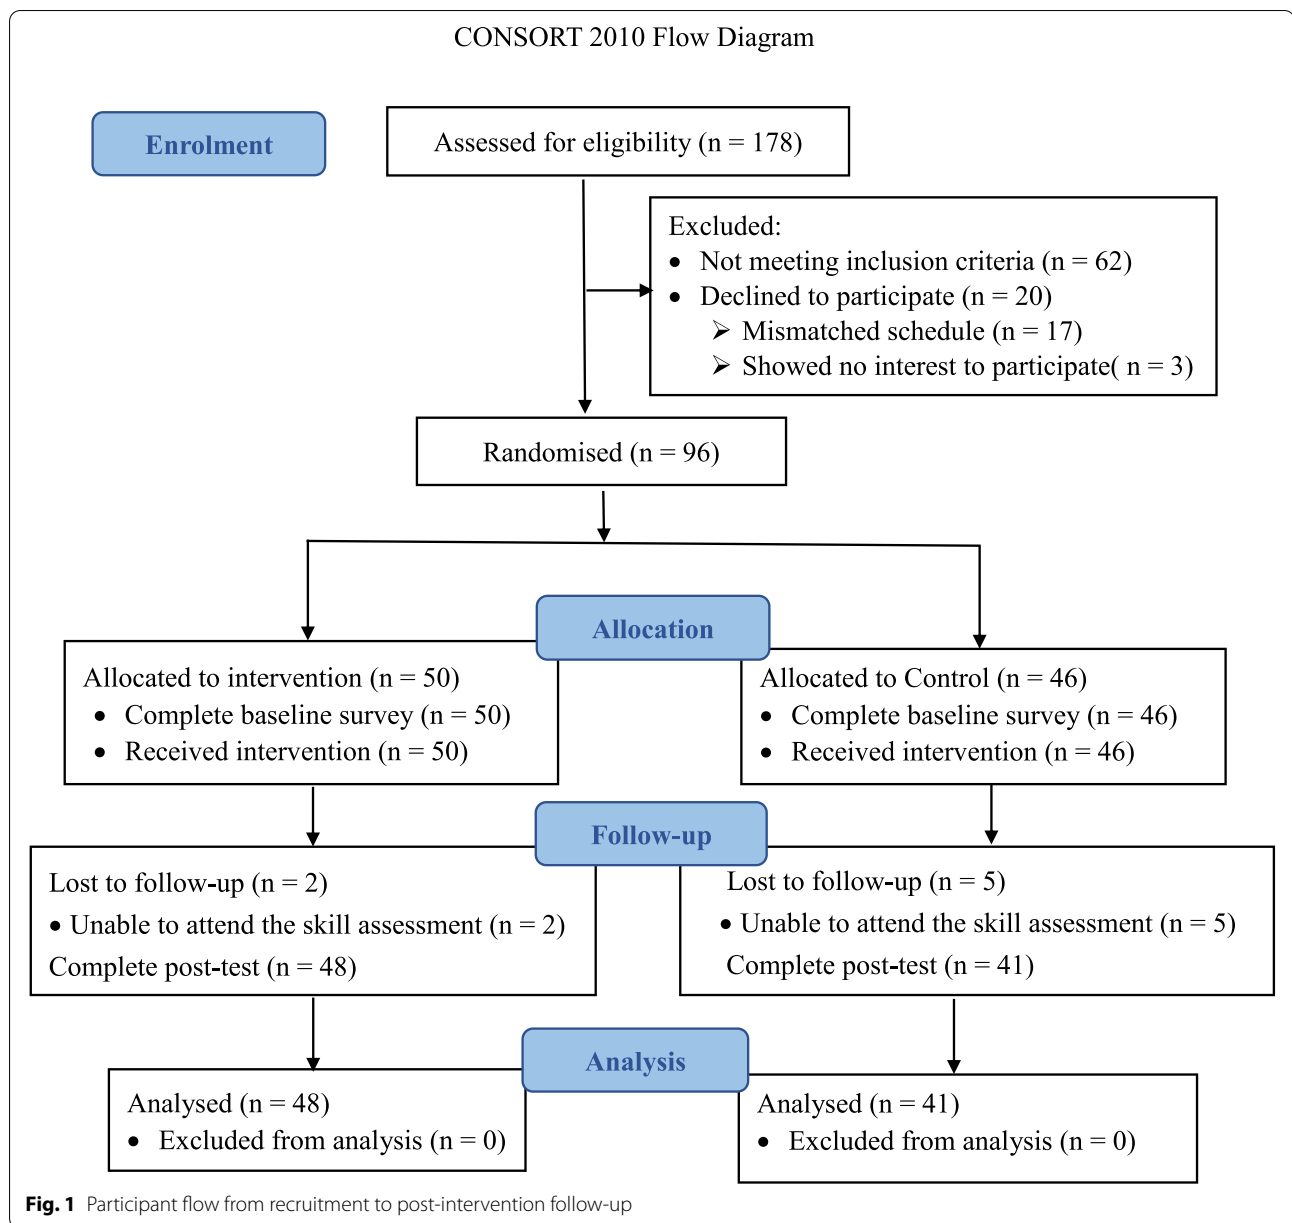 CONSORT 2010 Flow Diagram
Enrolment
Assessed for eligibility (n = 178)
Excluded:
• Not meeting inclusion criteria (n = 62)
• Declined to participate (n = 20)
➢ Mismatched schedule (n = 17)
➢ Showed no interest to participate( n = 3)
Randomised (n = 96)
Allocation
Allocated to intervention (n = 50)
• Complete baseline survey (n = 50)
• Received intervention (n = 50)
Allocated to Control (n = 46)
• Complete baseline survey (n = 46)
• Received intervention (n = 46)
Follow-up
Lost to follow-up (n = 2)
• Unable to attend the skill assessment (n = 2)
Complete post-test (n = 48)
Lost to follow-up (n = 5)
• Unable to attend the skill assessment (n = 5)
Complete post-test (n = 41)
Analysis
Analysed (n = 48)
• Excluded from analysis (n = 0)
Analysed (n = 41)
• Excluded from analysis (n = 0)
Fig. 1 Participant flow from recruitment to post-intervention follow-up